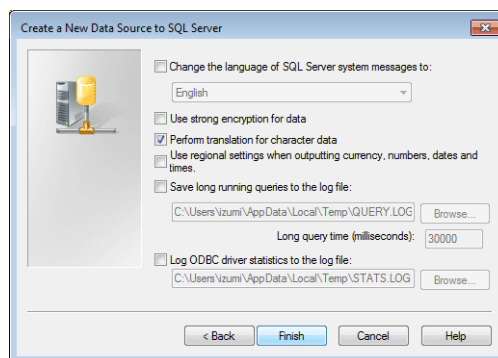 Create a New Data Source to SQL Server
Change the language of SQL Server system messages to:
English
Use strong encryption for data
Perform translation for character data
Use regional settings when outputting currency, numbers, dates and
times.
Save long running queries to the log file:
C:\Users\izumi\AppData\Local\Temp\QUERY.LOG Browse...
Long query time (milliseconds): 30000
Log ODBC driver statistics to the log file:
C:\Users\izumi\AppData\Local\Temp\STATS.LOG Browse...
< Back Finish Cancel Help